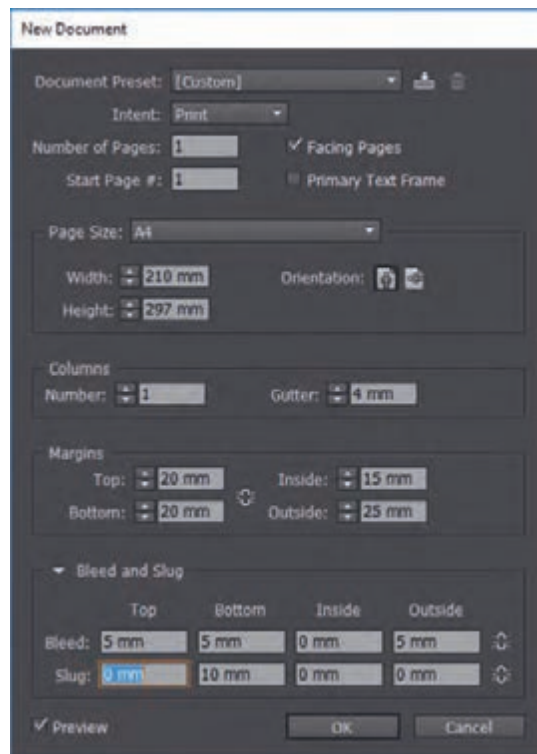 New Document
Document Preset: [Custom]
Intent: Print
Number of Pages: 1 Facing Pages
Start Page #: 1 Primary Text Frame
Page Size: A4
Width: 210 mm Orientation:
Height: 297 mm
Columns
Number: 1 Gutter: 4 mm
Margins
Top: 20 mm Inside: 15 mm
Bottom: 20 mm Outside: 25 mm
Bleed and Slug
Top Bottom Inside Outside
Bleed: 5 mm 5 mm 0 mm 5 mm
Slug: 0 mm 10 mm 0 mm 0 mm
Preview OK Cancel